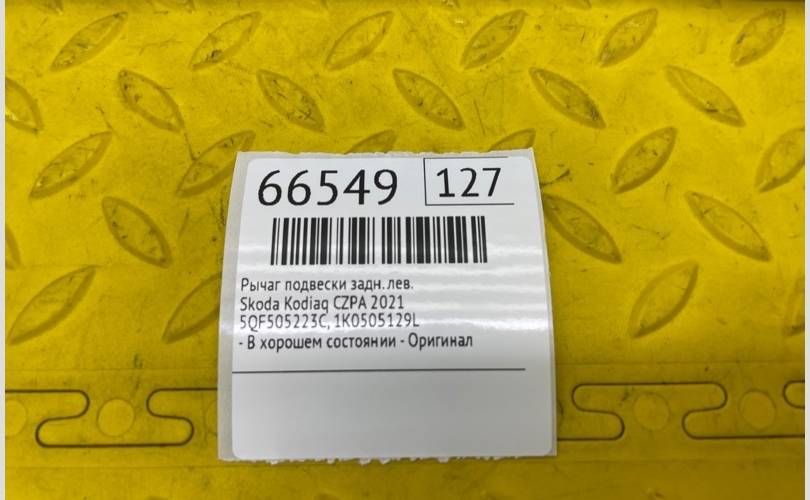 66549 127
Рычаг подвески задн. лев.
Skoda Kodiaq CZPA 2021
5QF505223C, 1K0505129L
- В хорошем состоянии - Оригинал